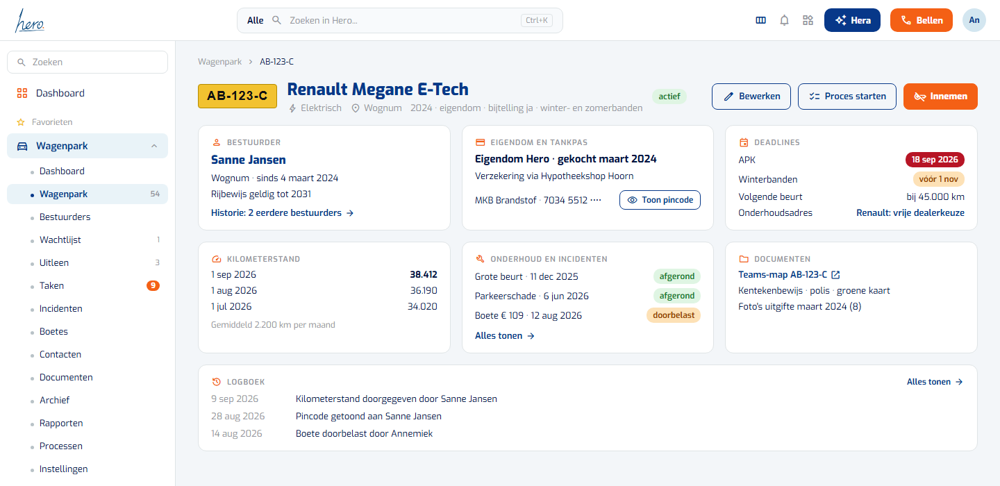 hero.
Alle Zoeken in Hero... Ctrl+K
Hera
Bellen
An
Zoeken
Dashboard
Favorieten
Wagenpark
Dashboard
Wagenpark 54
Bestuurders
Wachtlijst 1
Uitleen 3
Taken 9
Incidenten
Boetes
Contacten
Documenten
Archief
Rapporten
Processen
Instellingen
Wagenpark > AB-123-C
AB-123-C
Renault Megane E-Tech
Elektrisch Wognum 2024 · eigendom · bijtelling ja · winter- en zomerbanden
actief
Bewerken
Proces starten
Innemen
BESTUURDER
Sanne Jansen
Wognum · sinds 4 maart 2024
Rijbewijs geldig tot 2031
Historie: 2 eerdere bestuurders →
EIGENDOM EN TANKPAS
Eigendom Hero · gekocht maart 2024
Verzekering via Hypotheekshop Hoorn
MKB Brandstof · 7034 5512 ···· Toon pincode
DEADLINES
APK 18 sep 2026
Winterbanden vóór 1 nov
Volgende beurt bij 45.000 km
Onderhoudsadres Renault: vrije dealerkeuze
KILOMETERSTAND
1 sep 2026 38.412
1 aug 2026 36.190
1 jul 2026 34.020
Gemiddeld 2.200 km per maand
ONDERHOUD EN INCIDENTEN
Grote beurt · 11 dec 2025 afgerond
Parkeerschade · 6 jun 2026 afgerond
Boete € 109 · 12 aug 2026 doorbelast
Alles tonen →
DOCUMENTEN
Teams-map AB-123-C
Kentekenbewijs · polis · groene kaart
Foto's uitgifte maart 2024 (8)
LOGBOEK Alles tonen →
9 sep 2026 Kilometerstand doorgegeven door Sanne Jansen
28 aug 2026 Pincode getoond aan Sanne Jansen
14 aug 2026 Boete doorbelast door Annemiek